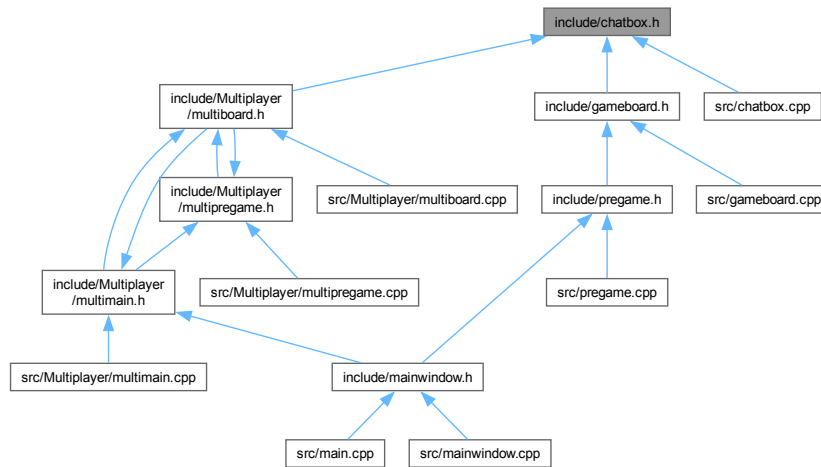 include/chatbox.h
include/Multiplayer
/multiboard.h
include/gameboard.h
src/chatbox.cpp
include/Multiplayer
/multipregame.h
src/Multiplayer/multiboard.cpp
include/pregame.h
src/gameboard.cpp
include/Multiplayer
/multimain.h
src/Multiplayer/multipregame.cpp
src/pregame.cpp
src/Multiplayer/multimain.cpp
include/mainwindow.h
src/main.cpp
src/mainwindow.cpp